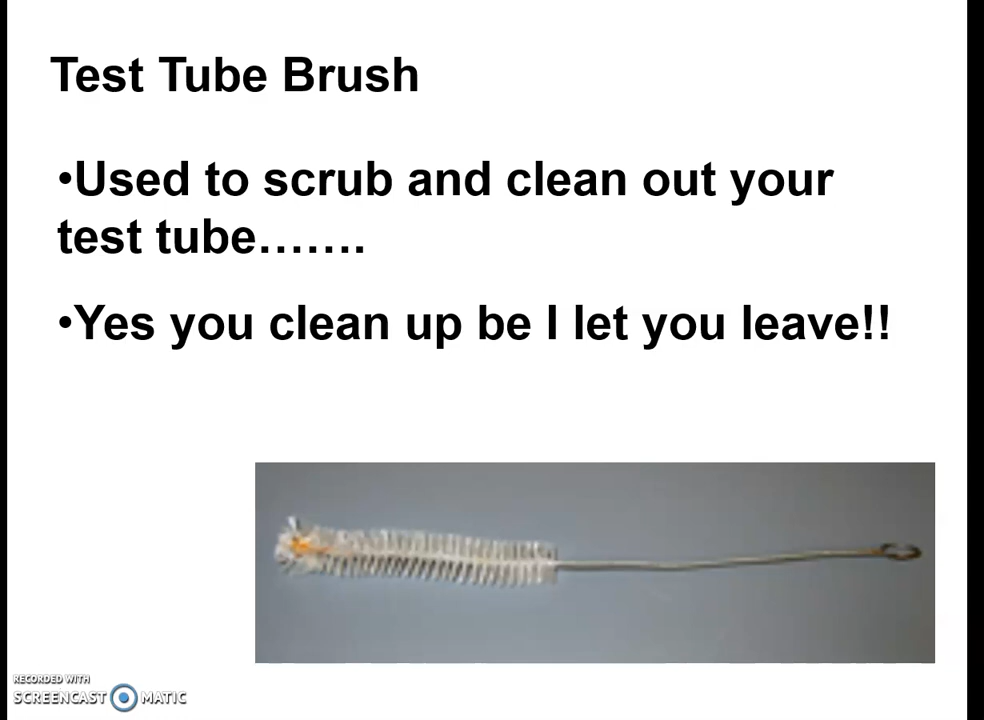 Test Tube Brush
•Used to scrub and clean out your
test tube…….
•Yes you clean up be I let you leave!!
RECORDED WITH
SCREENCAST MATIC